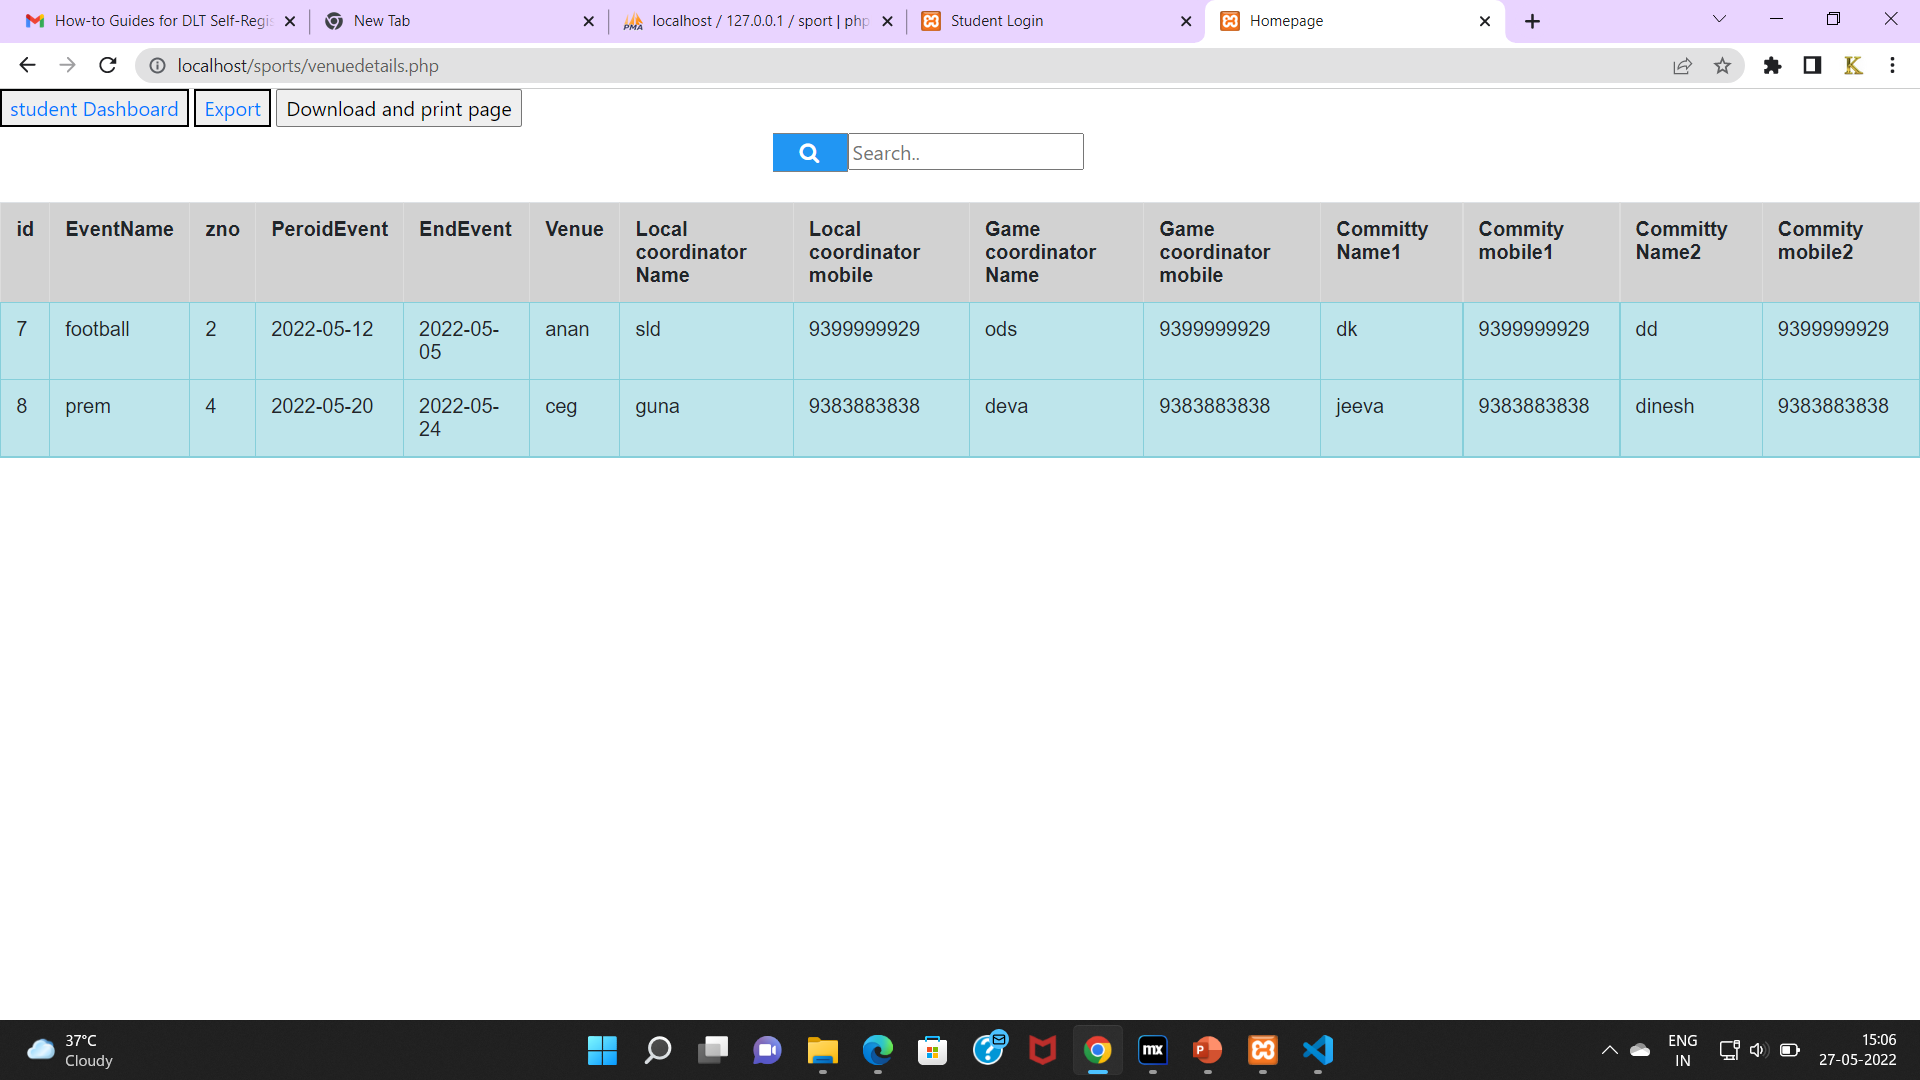 How-to Guides for DLT Self-Regis
New Tab
localhost / 127.0.0.1 / sport | php
Student Login
Homepage
localhost/sports/venuedetails.php
student Dashboard Export Download and print page
Search..
id EventName zno PeroidEvent EndEvent Venue Local coordinator Name Local coordinator mobile Game coordinator Name Game coordinator mobile Committy Name1 Commity mobile1 Committy Name2 Commity mobile2
7 football 2 2022-05-12 2022-05-05 anan sld 9399999929 ods 9399999929 dk 9399999929 dd 9399999929
8 prem 4 2022-05-20 2022-05-24 ceg guna 9383883838 deva 9383883838 jeeva 9383883838 dinesh 9383883838
37°C
Cloudy
mx
ENG
IN
15:06
27-05-2022